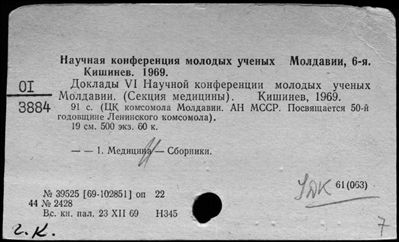 Научная конференция молодых ученых Молдавии, 6-я.
Кишинев. 1969.
OI
3884
Доклады VI Научной конференции молодых ученых
Молдавии. (Секция медицины). Кишинев, 1969.
91 с. (ЦК комсомола Молдавии. АН МССР. Посвящается 50-й
годовщине Ленинского комсомола).
19 см. 500 экз. 60 к.
— — 1. Медицина — Сборники.
№ 39525 [69-102851] оп 22
44 № 2428
Вс. кн. пал. 23 XII 69 Н345
УДК 61(063)
г. К.
7